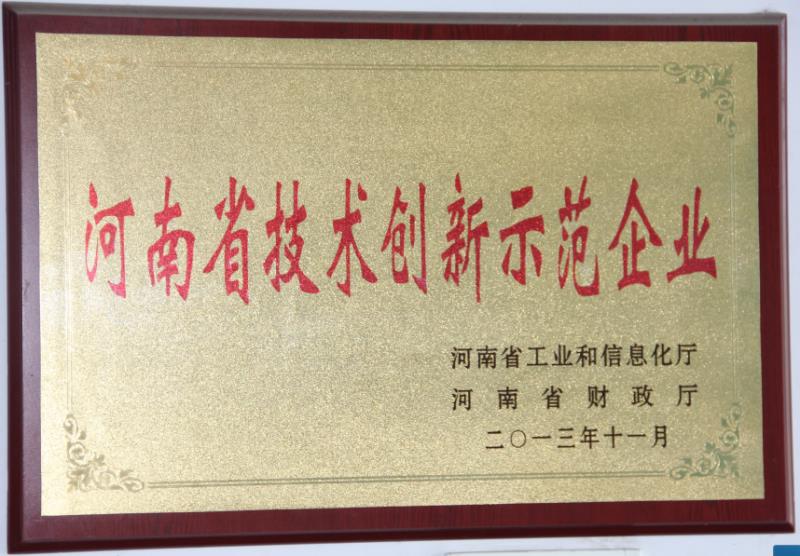 河南省技术创新示范企业
河南省工业和信息化厅
河南省财政厅
二〇一三年十一月